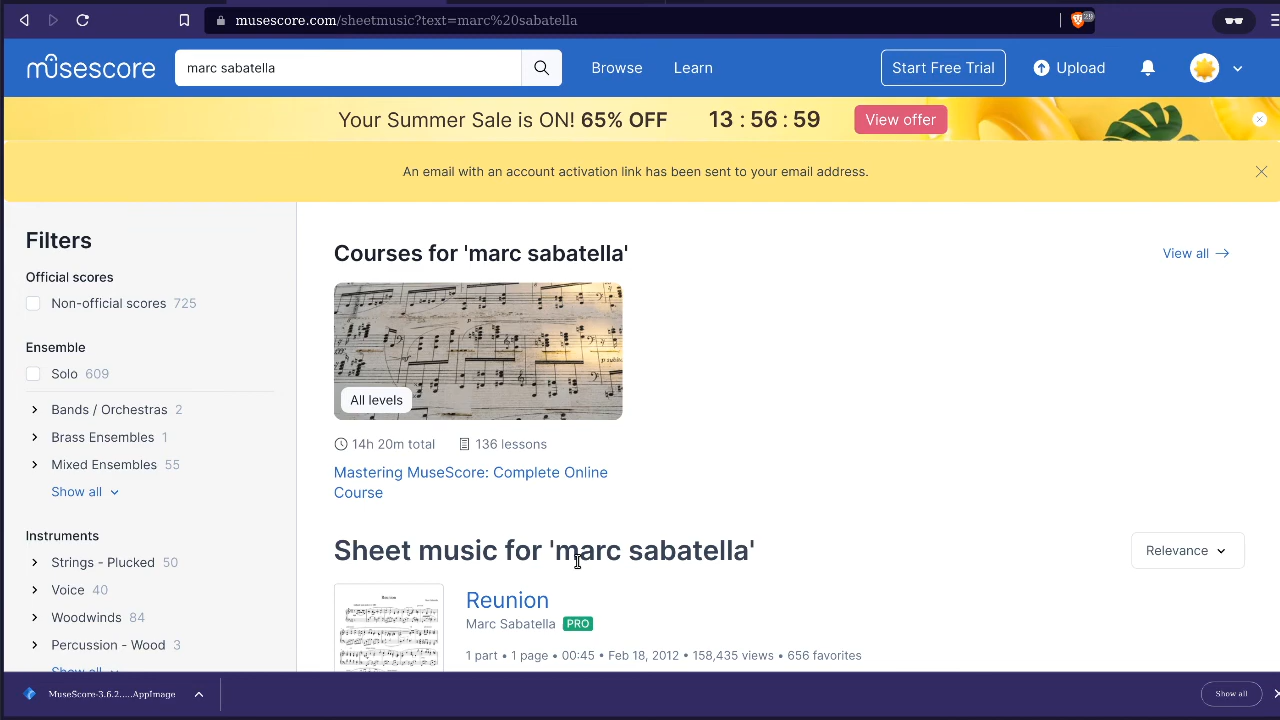 musescore.com/sheetmusic?text=marc%20sabatella
29
musescore
marc sabatella
Browse
Learn
Start Free Trial
Upload
Your Summer Sale is ON! 65% OFF
13 : 56 : 59
View offer
An email with an account activation link has been sent to your email address.
Filters
Official scores
Non-official scores 725
Ensemble
Solo 609
Bands / Orchestras 2
Brass Ensembles 1
Mixed Ensembles 55
Show all
Instruments
Strings - Plucked 50
Voice 40
Woodwinds 84
Percussion - Wood 3
Show all
Courses for 'marc sabatella'
View all
All levels
14h 20m total
136 lessons
Mastering MuseScore: Complete Online
Course
Sheet music for 'marc sabatella'
Relevance
Reunion
Reunion
Marc Sabatella PRO
1 part • 1 page • 00:45 • Feb 18, 2012 • 158,435 views • 656 favorites
MuseScore-3.6.2.....AppImage
Show all